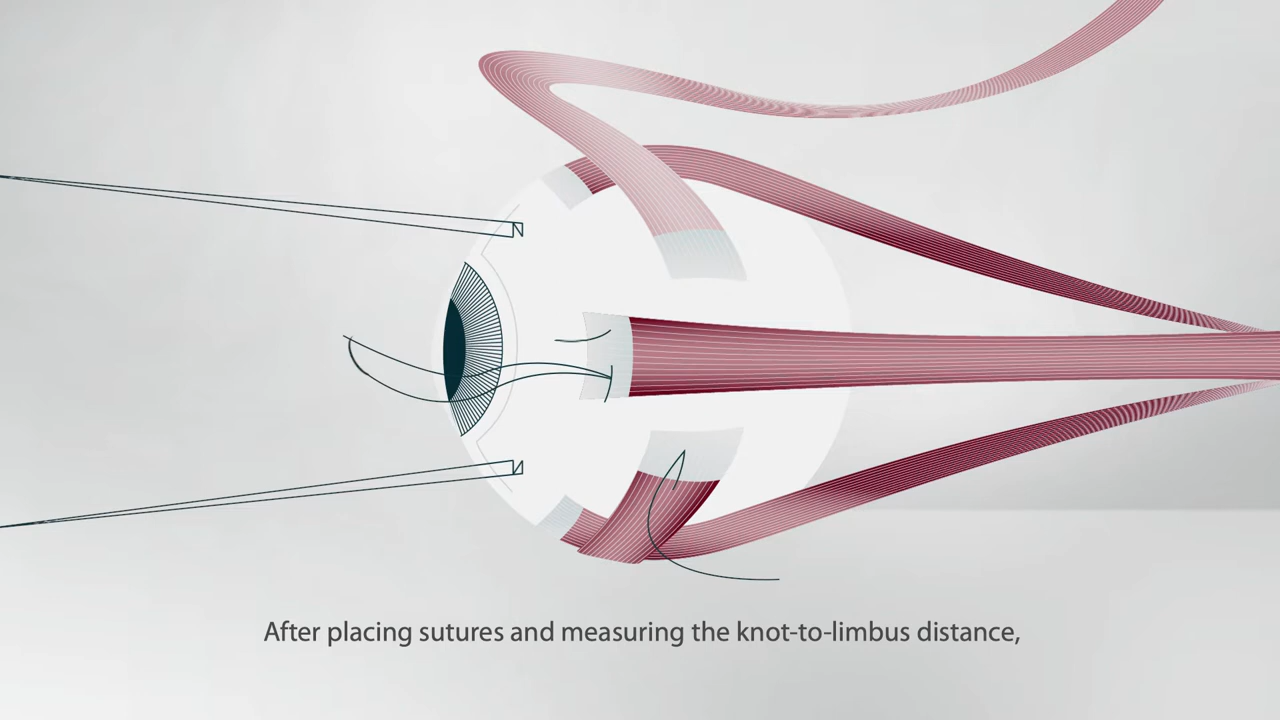 After placing sutures and measuring the knot-to-limbus distance,